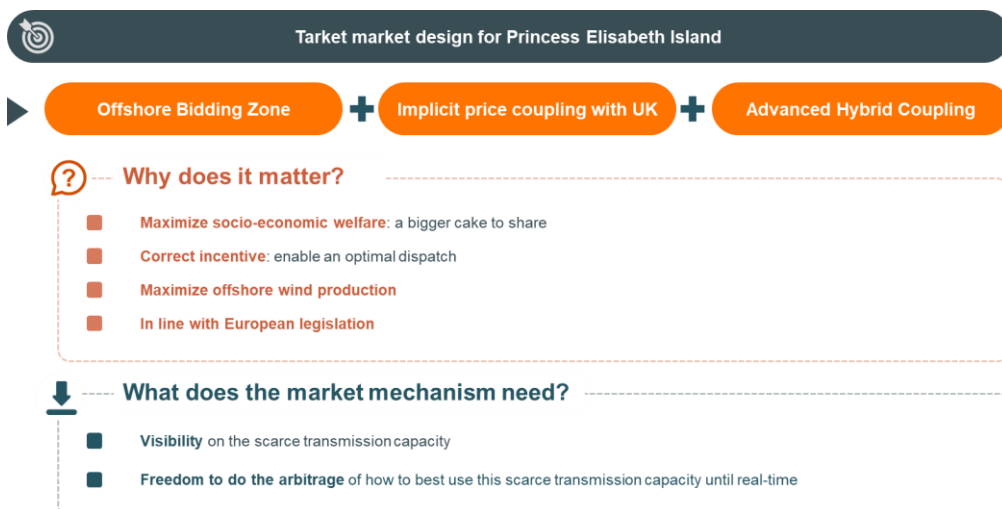 Tarket market design for Princess Elisabeth Island
Offshore Bidding Zone + Implicit price coupling with UK + Advanced Hybrid Coupling
? Why does it matter?
Maximize socio-economic welfare: a bigger cake to share
Correct incentive: enable an optimal dispatch
Maximize offshore wind production
In line with European legislation
What does the market mechanism need?
Visibility on the scarce transmission capacity
Freedom to do the arbitrage of how to best use this scarce transmission capacity until real-time